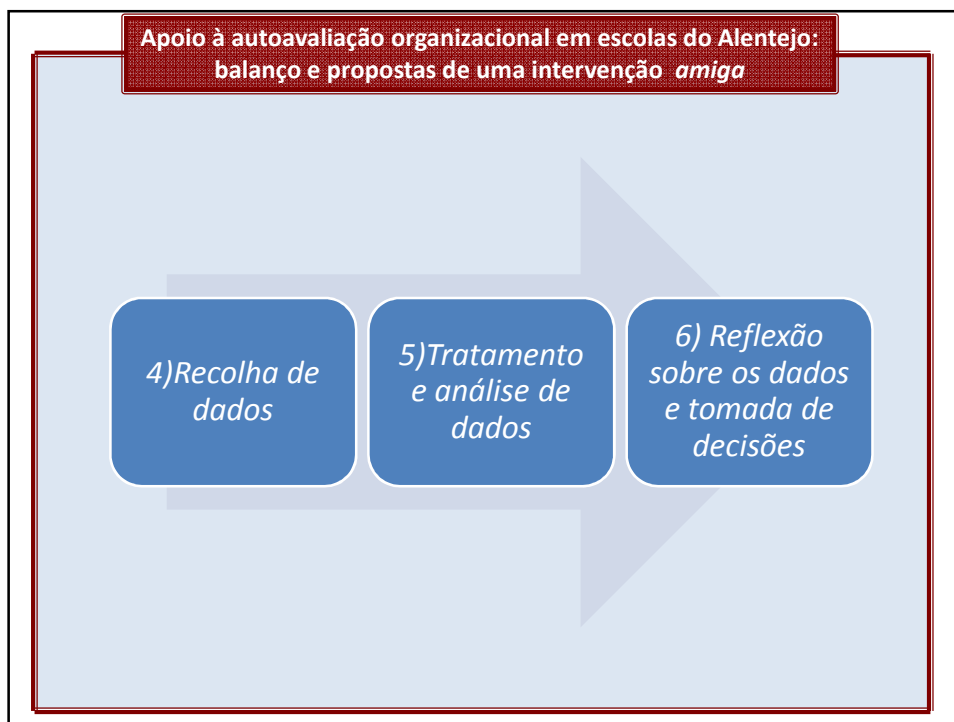 Apoio à autoavaliação organizacional em escolas do Alentejo:
balanço e propostas de uma intervenção amiga
4)Recolha de
dados
5)Tratamento
e análise de
dados
6) Reflexão
sobre os dados
e tomada de
decisões